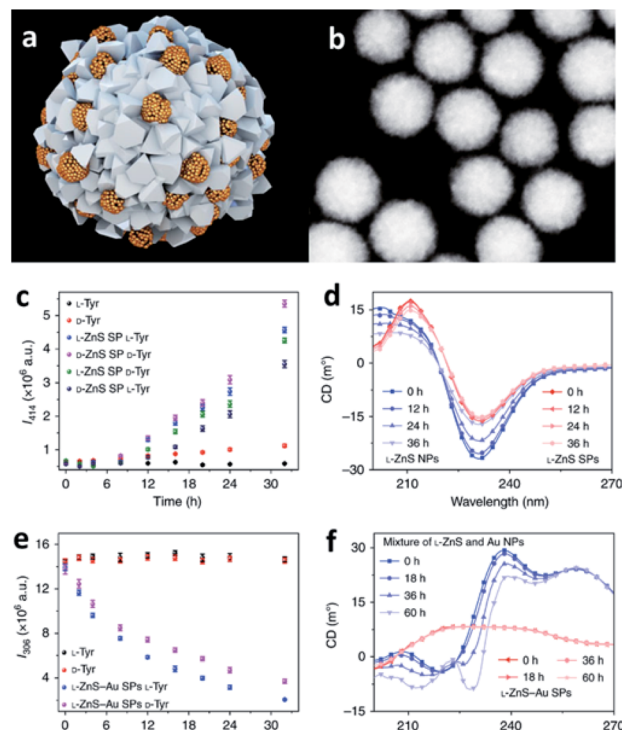 a
b
c
L-Tyr
D-Tyr
L-ZnS SP L-Tyr
D-ZnS SP D-Tyr
L-ZnS SP D-Tyr
D-ZnS SP L-Tyr
I414 (×10⁶ a.u.)
5
4
3
2
1
0 4 8 12 16 20 24 28 32
Time (h)
d
CD (m°)
15
0
−15
−30
0 h
12 h
24 h
36 h
L-ZnS NPs
0 h
12 h
24 h
36 h
L-ZnS SPs
210 240 270
Wavelength (nm)
e
I306 (×10⁶ a.u.)
16
12
8
4
L-Tyr
D-Tyr
L-ZnS–Au SPs L-Tyr
L-ZnS–Au SPs D-Tyr
0 4 8 12 16 20 24 28 32
f
CD (m°)
30
15
0
−15
Mixture of L-ZnS and Au NPs
0 h
18 h
36 h
60 h
0 h 36 h
18 h 60 h
L-ZnS–Au SPs
210 240 270